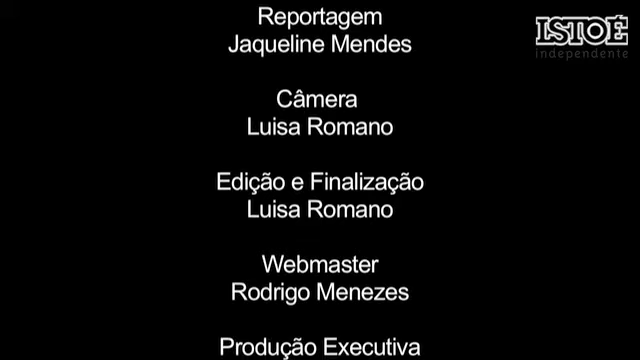 Reportagem
Jaqueline Mendes
ISTOÉ
independente
Câmera
Luisa Romano
Edição e Finalização
Luisa Romano
Webmaster
Rodrigo Menezes
Produção Executiva